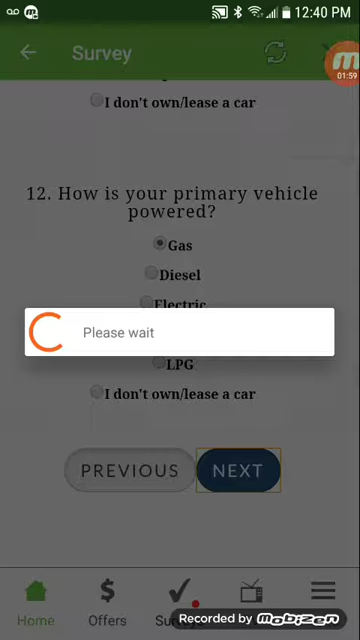 12:40 PM
Survey
01:59
I don't own/lease a car
12. How is your primary vehicle
powered?
Gas
Diesel
Electric
Please wait
LPG
I don't own/lease a car
PREVIOUS
NEXT
Home
Offers
Recorded by mobizen